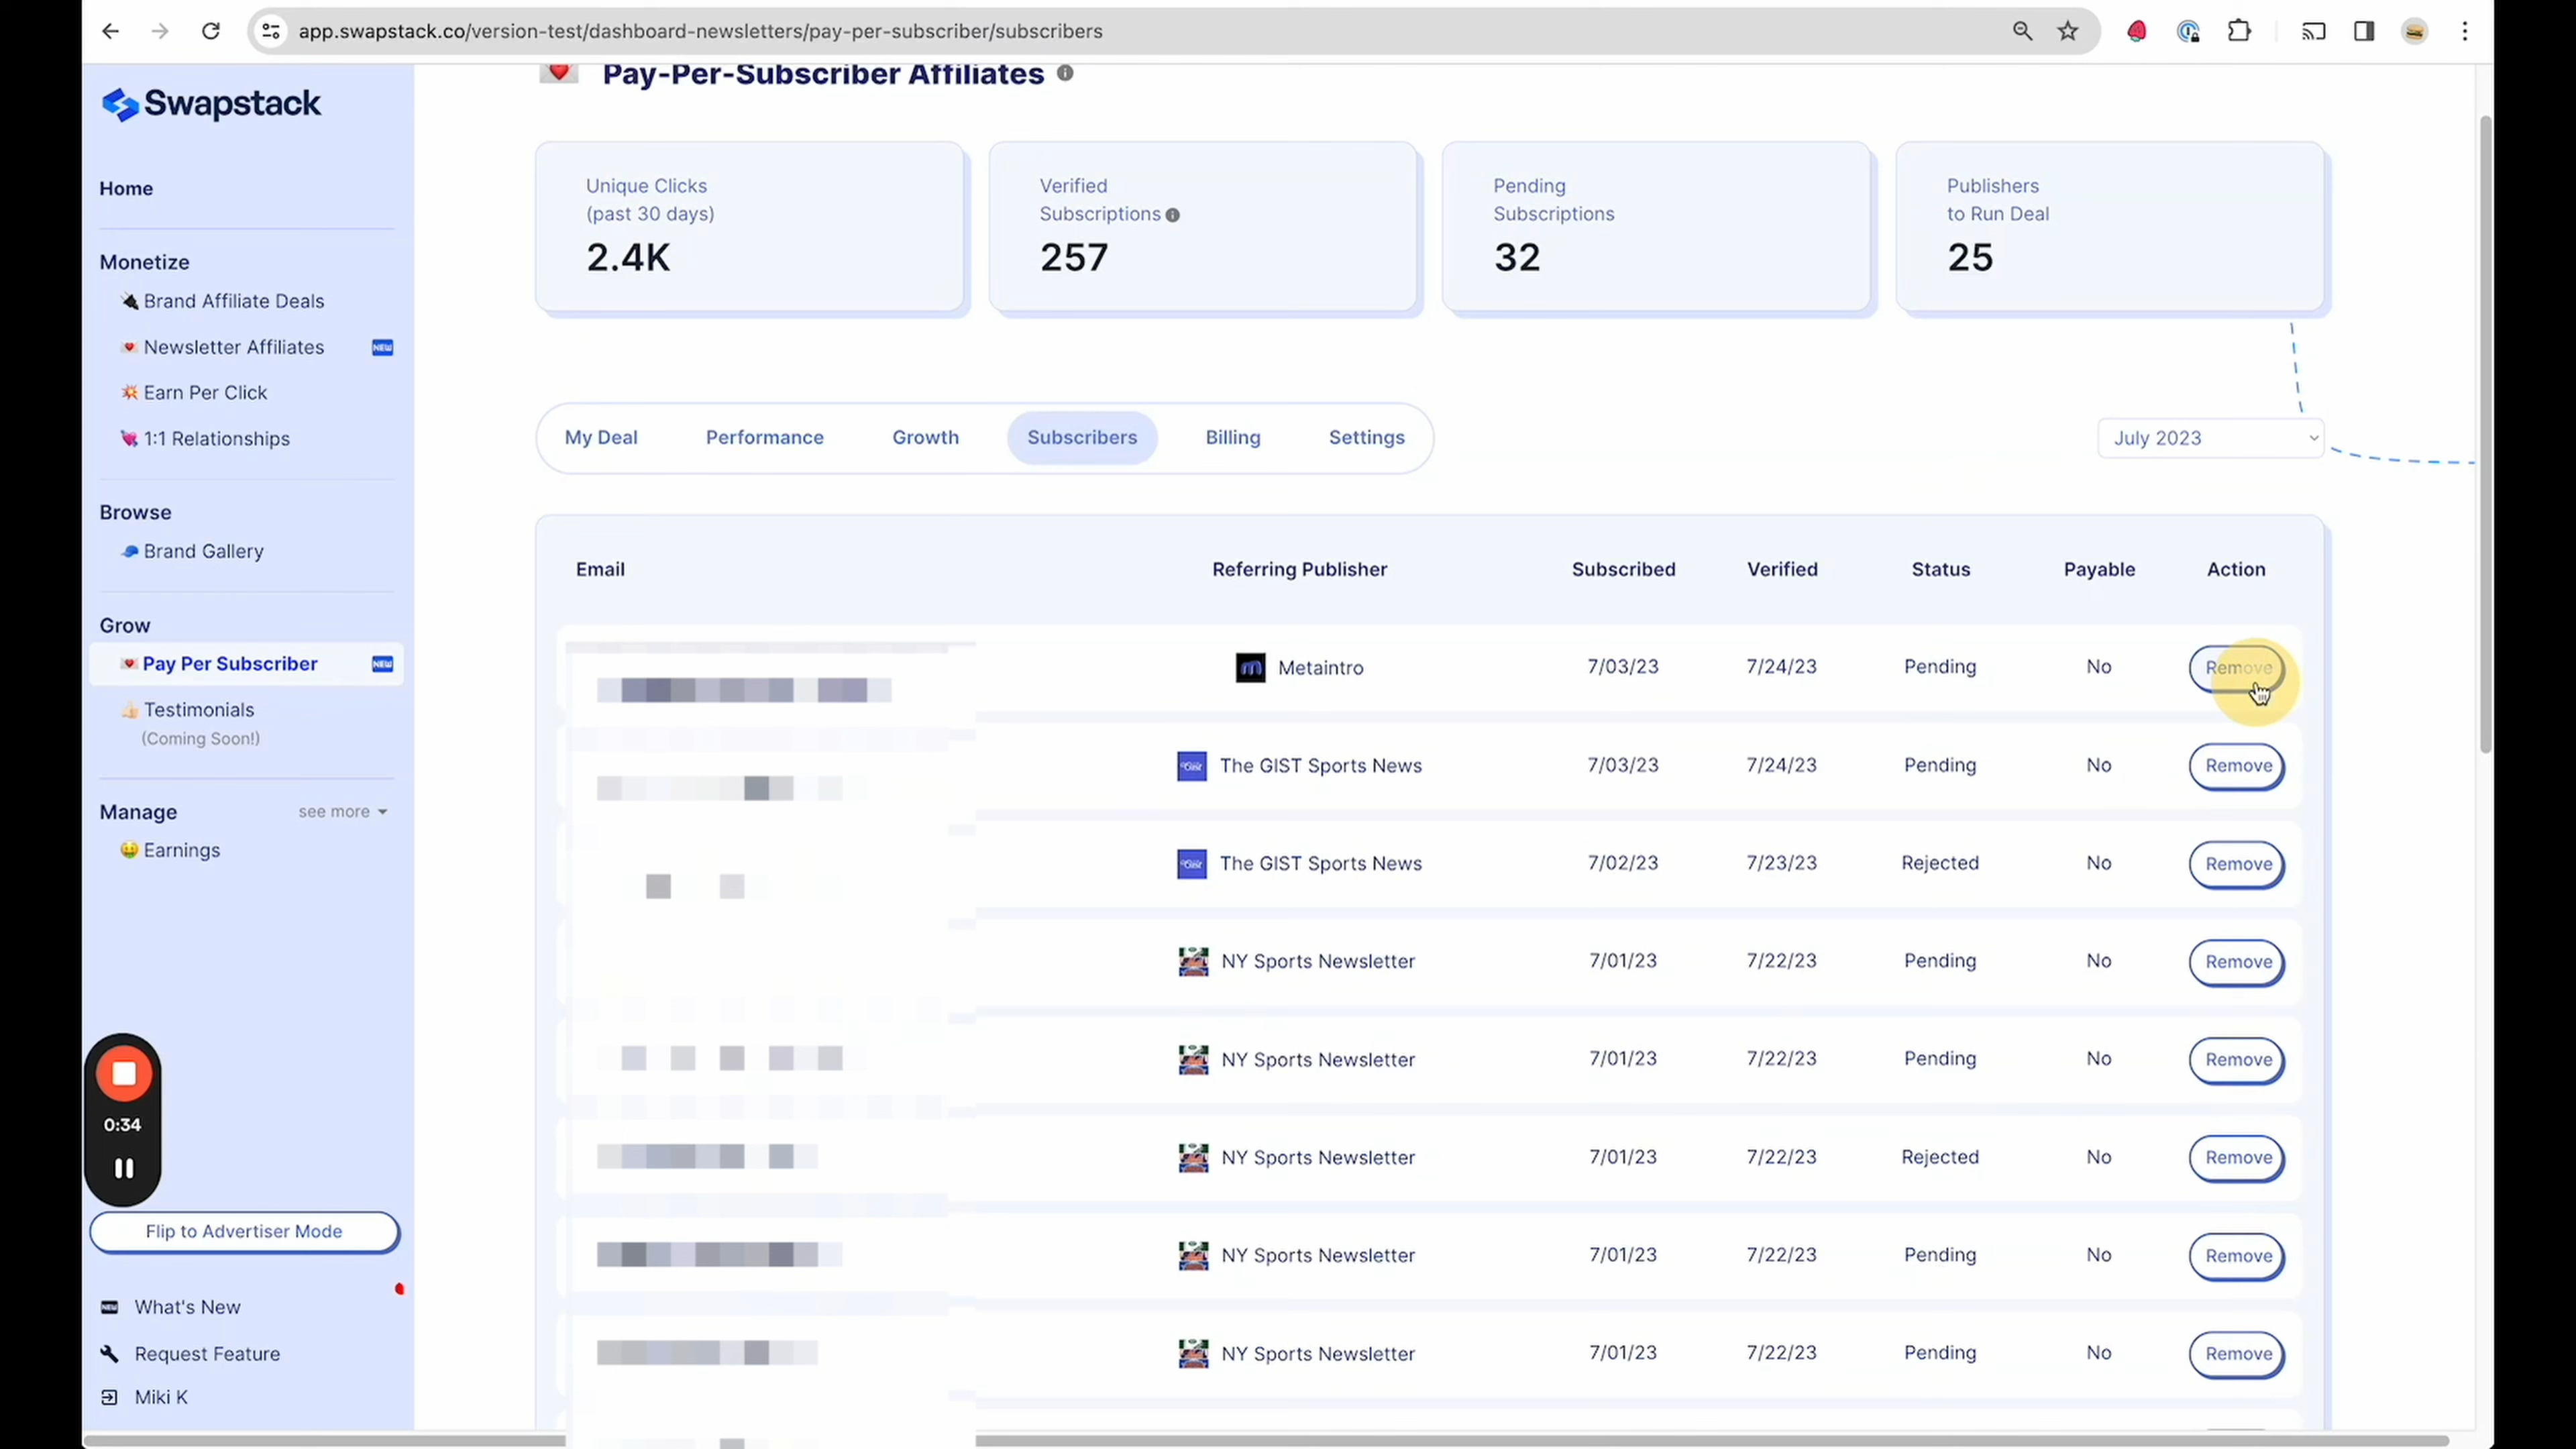 app.swapstack.co/version-test/dashboard-newsletters/pay-per-subscriber/subscribers
Swapstack
Home
Monetize
Brand Affiliate Deals
Newsletter Affiliates NEW
Earn Per Click
1:1 Relationships
Browse
Brand Gallery
Grow
Pay Per Subscriber NEW
Testimonials
(Coming Soon!)
Manage see more
Earnings
0:34
Flip to Advertiser Mode
NEW What's New
Request Feature
Miki K
Pay-Per-Subscriber Affiliates
Unique Clicks
(past 30 days)
2.4K
Verified
Subscriptions
257
Pending
Subscriptions
32
Publishers
to Run Deal
25
My Deal Performance Growth Subscribers Billing Settings
July 2023
Email Referring Publisher Subscribed Verified Status Payable Action
Metaintro 7/03/23 7/24/23 Pending No Remove
The GIST Sports News 7/03/23 7/24/23 Pending No Remove
The GIST Sports News 7/02/23 7/23/23 Rejected No Remove
NY Sports Newsletter 7/01/23 7/22/23 Pending No Remove
NY Sports Newsletter 7/01/23 7/22/23 Pending No Remove
NY Sports Newsletter 7/01/23 7/22/23 Rejected No Remove
NY Sports Newsletter 7/01/23 7/22/23 Pending No Remove
NY Sports Newsletter 7/01/23 7/22/23 Pending No Remove